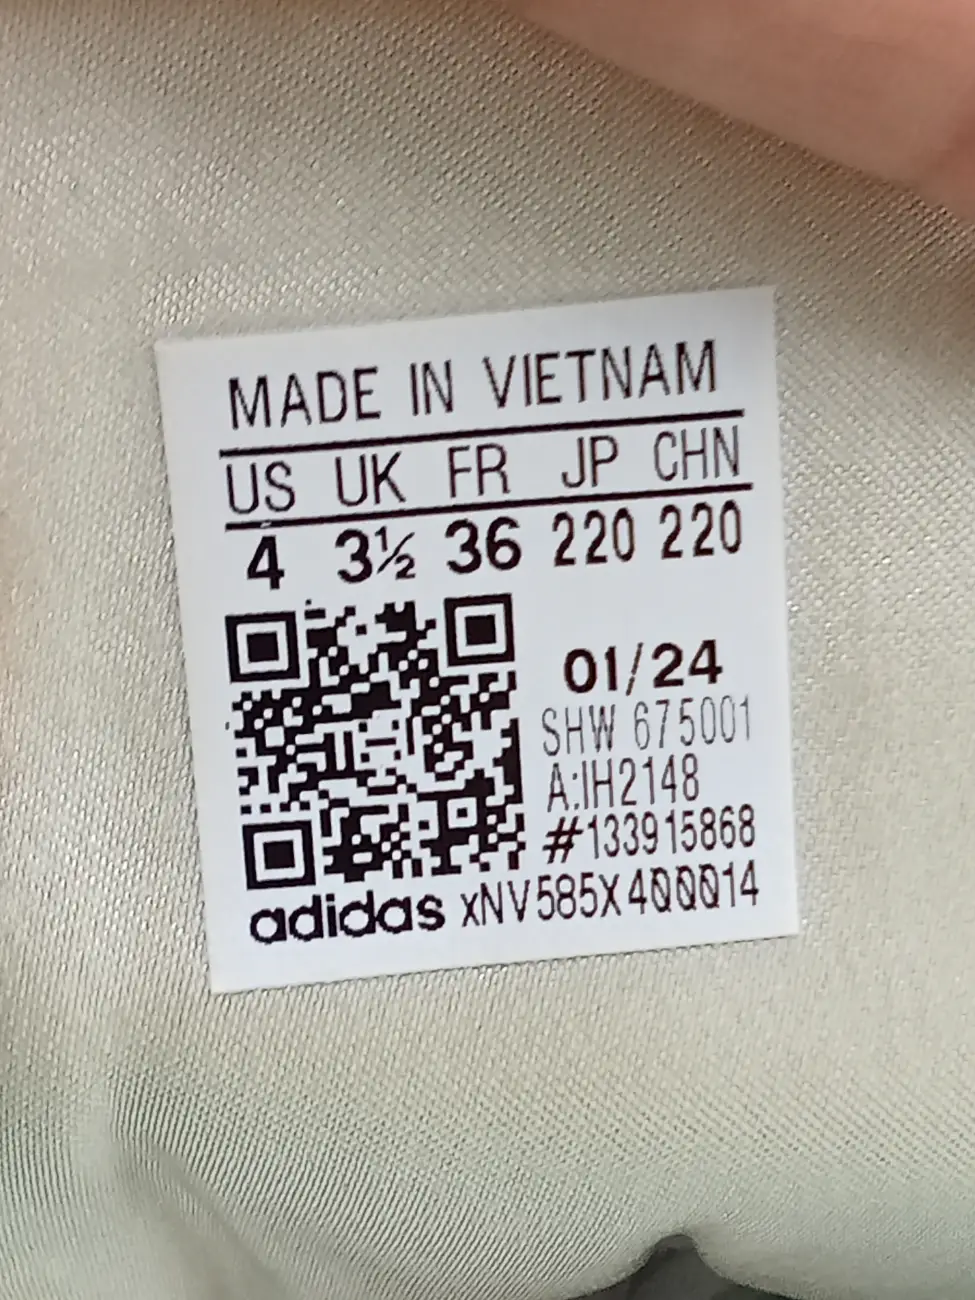 MADE IN VIETNAM
US UK FR JP CHN
4 3½ 36 220 220
01/24
SHW 675001
A:IH2148
#133915868
adidas xNV585X400014